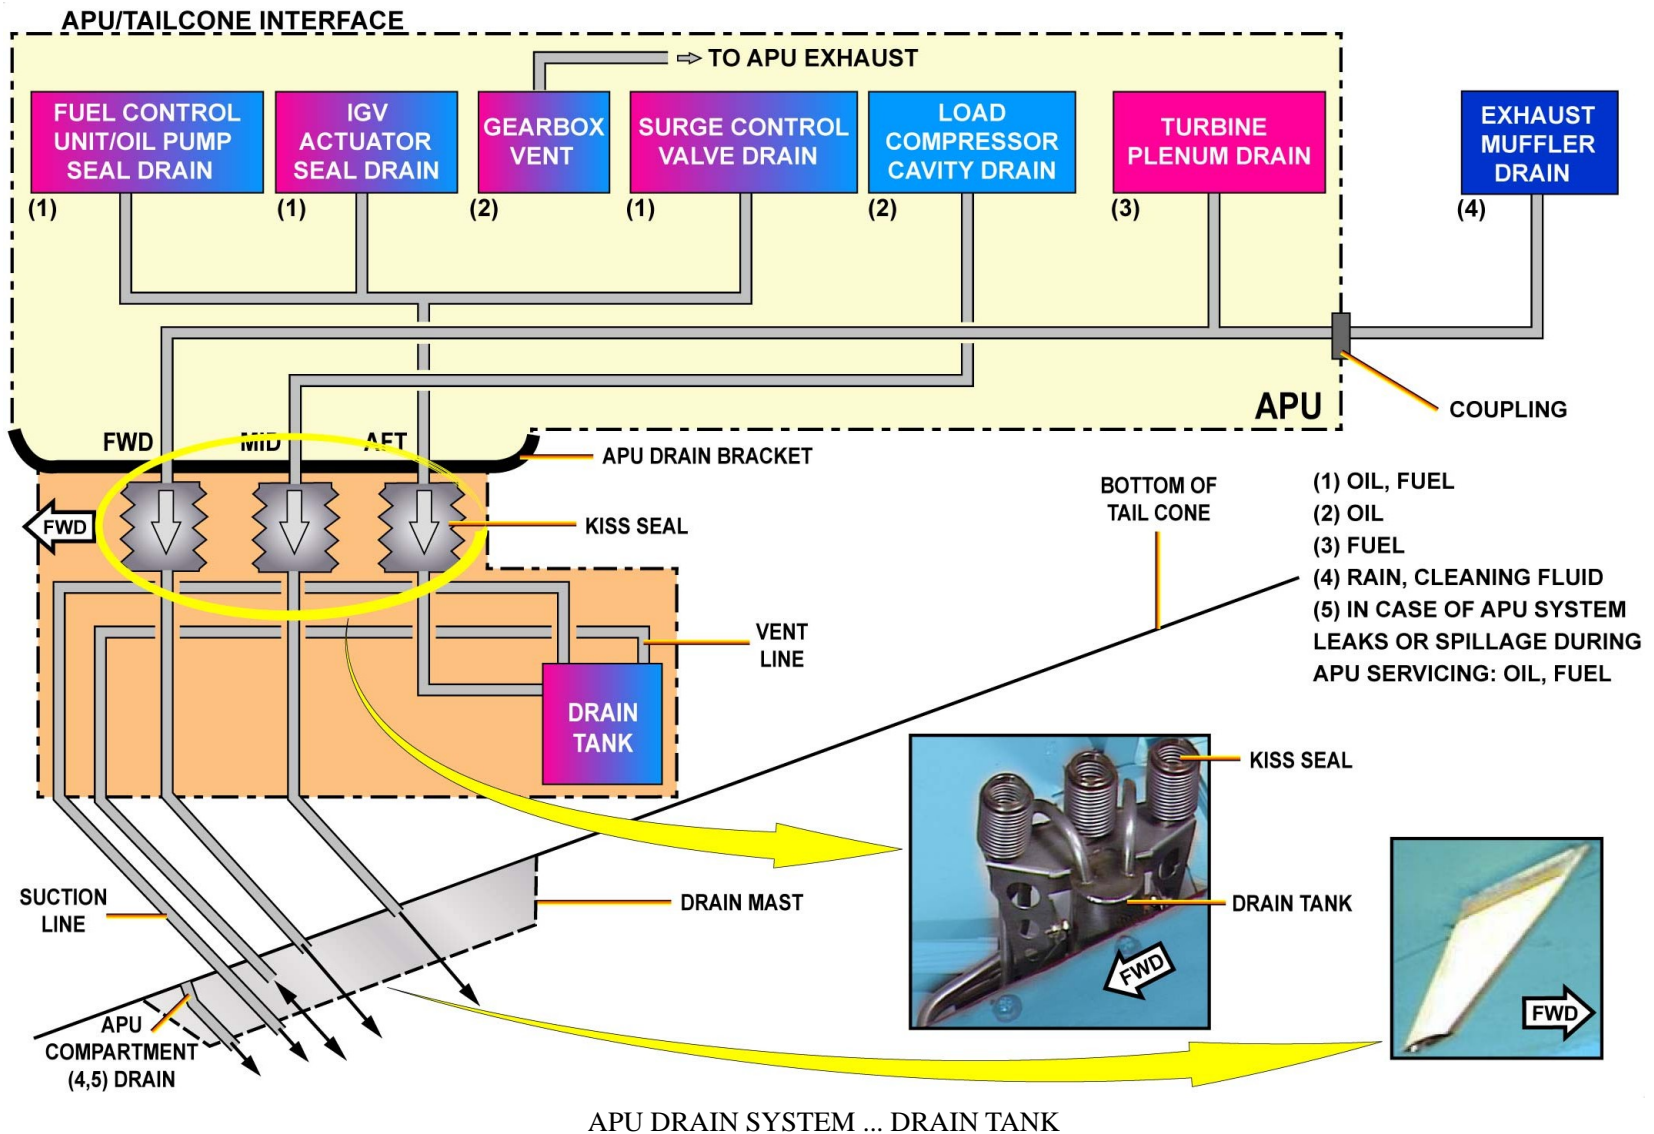 APU/TAILCONE INTERFACE
TO APU EXHAUST
FUEL CONTROL
UNIT/OIL PUMP
SEAL DRAIN
(1)
IGV
ACTUATOR
SEAL DRAIN
(1)
GEARBOX
VENT
(2)
SURGE CONTROL
VALVE DRAIN
(1)
LOAD
COMPRESSOR
CAVITY DRAIN
(2)
TURBINE
PLENUM DRAIN
(3)
EXHAUST
MUFFLER
DRAIN
(4)
APU
COUPLING
FWD
MID
AFT
APU DRAIN BRACKET
FWD
KISS SEAL
BOTTOM OF
TAIL CONE
(1) OIL, FUEL
(2) OIL
(3) FUEL
(4) RAIN, CLEANING FLUID
(5) IN CASE OF APU SYSTEM
LEAKS OR SPILLAGE DURING
APU SERVICING: OIL, FUEL
VENT
LINE
DRAIN
TANK
KISS SEAL
DRAIN TANK
FWD
FWD
SUCTION
LINE
DRAIN MAST
APU
COMPARTMENT
(4,5) DRAIN
APU DRAIN SYSTEM ... DRAIN TANK